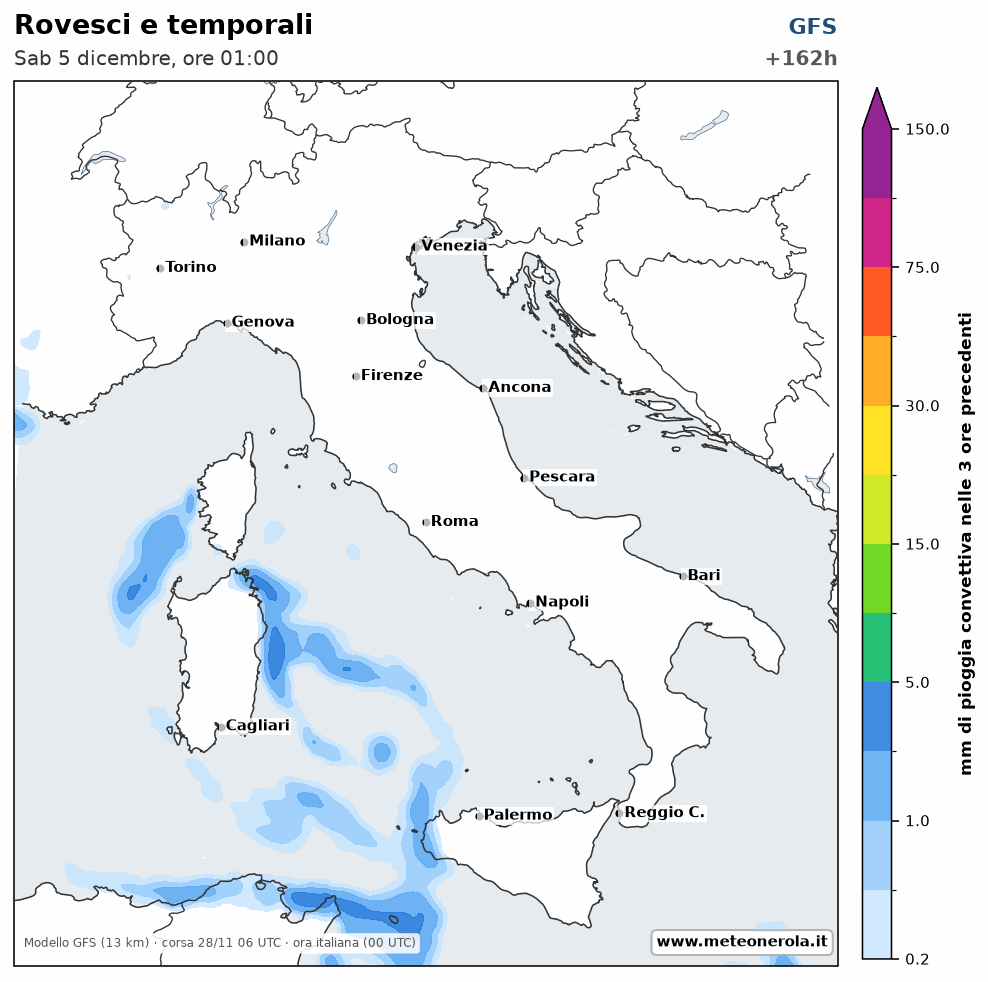 Rovesci e temporali
GFS
Sab 5 dicembre, ore 01:00
+162h
150.0
75.0
30.0
15.0
5.0
1.0
0.2
mm di pioggia convettiva nelle 3 ore precedenti
Milano
Venezia
Torino
Genova
Bologna
Firenze
Ancona
Pescara
Roma
Bari
Napoli
Cagliari
Palermo
Reggio C.
Modello GFS (13 km) · corsa 28/11 06 UTC · ora italiana (00 UTC)
www.meteonerola.it